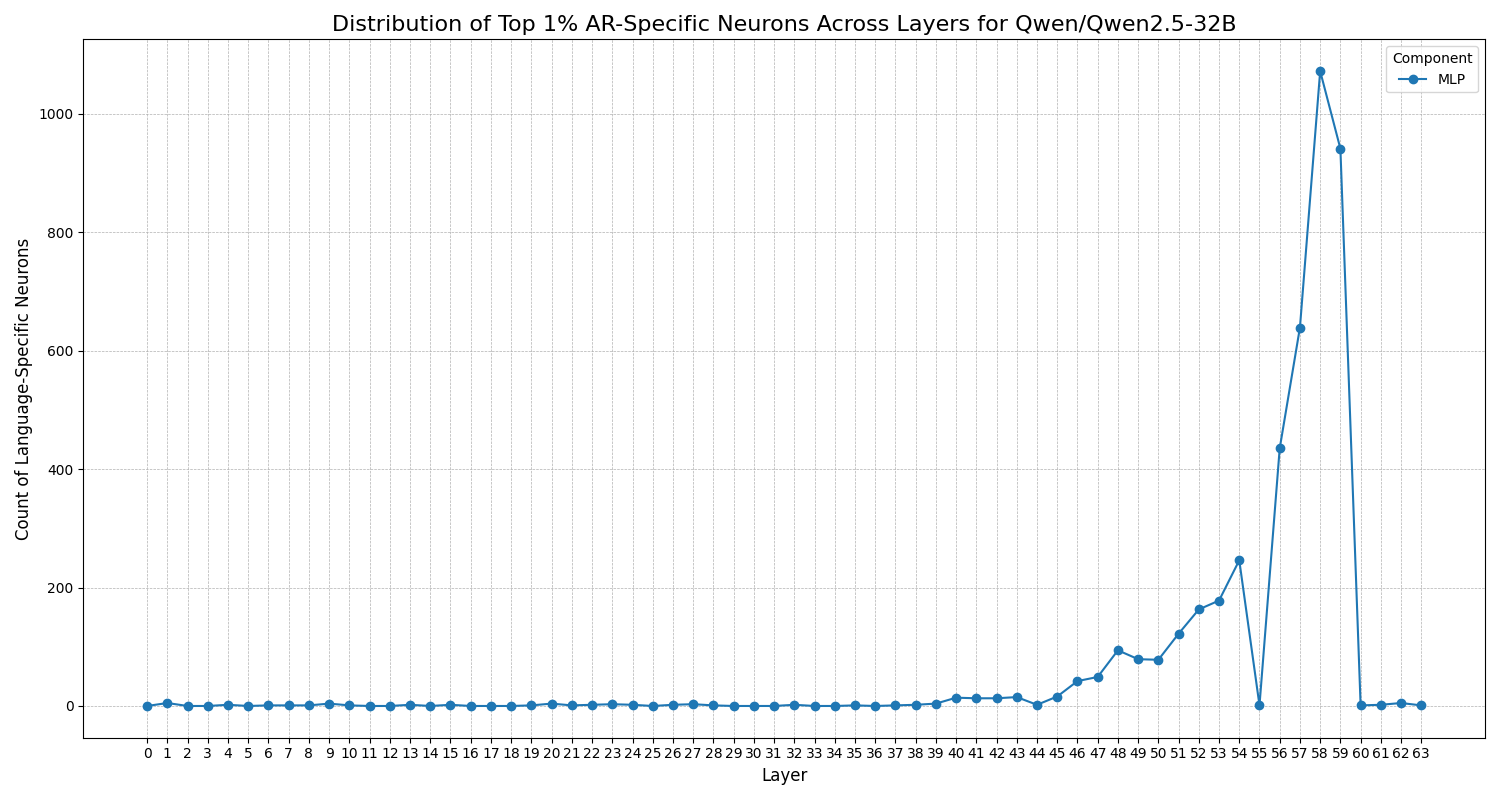 Distribution of Top 1% AR-Specific Neurons Across Layers for Qwen/Qwen2.5-32B
Component
MLP
Count of Language-Specific Neurons
1000
800
600
400
200
0
0 1 2 3 4 5 6 7 8 9 10 11 12 13 14 15 16 17 18 19 20 21 22 23 24 25 26 27 28 29 30 31 32 33 34 35 36 37 38 39 40 41 42 43 44 45 46 47 48 49 50 51 52 53 54 55 56 57 58 59 60 61 62 63
Layer